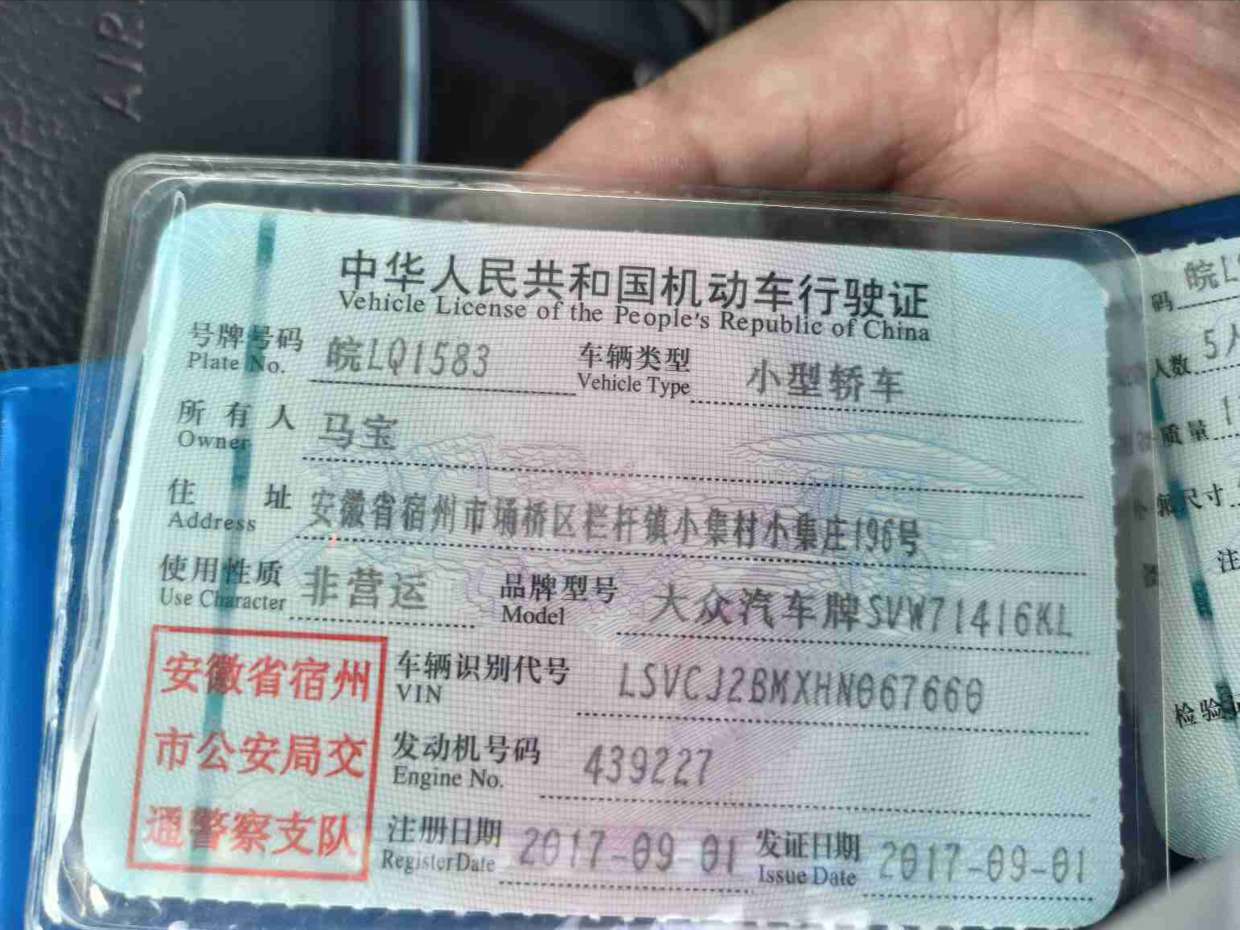 AIR
中华人民共和国机动车行驶证
Vehicle License of the People's Republic of China
号牌号码 皖LQ1583 车辆类型 小型轿车
Plate No. Vehicle Type
所有人 马宝
Owner
住址 安徽省宿州市埇桥区栏杆镇小集村小集庄196号
Address
使用性质 非营运 品牌型号 大众汽车牌SVW71416KL
Use Character Model
安徽省宿州
市公安局交
通警察支队
车辆识别代号 LSVCJ2BMXHN067660
VIN
发动机号码 439227
Engine No.
注册日期 2017-09-01 发证日期 2017-09-01
Register Date Issue Date
码 皖L
人数 5人
质量 1
尺寸
注
检验